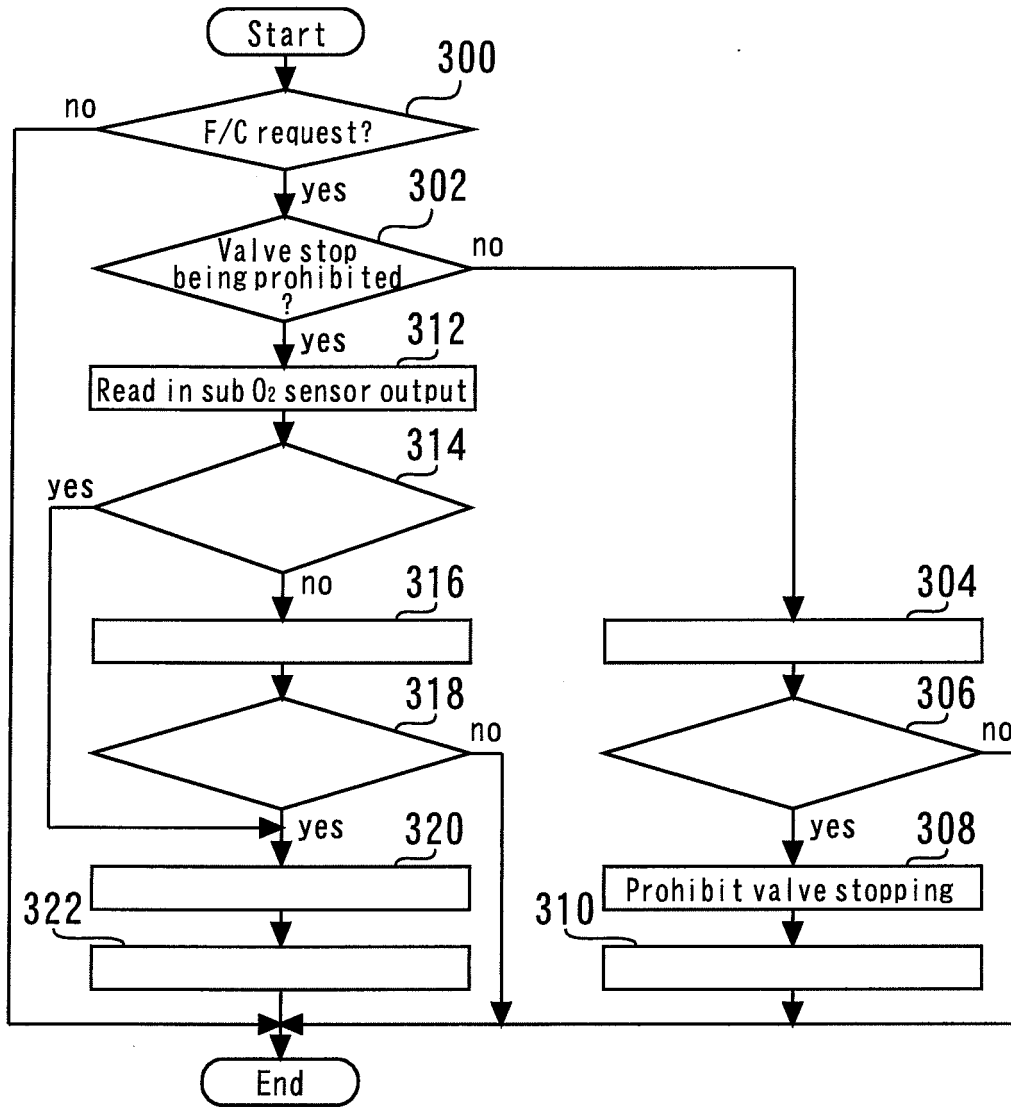 Start
300
no
F/C request?
yes
302
Valve stop
being prohibited
?
no
yes
312
Read in sub O₂ sensor output
314
yes
no
316
304
318
no
306
no
yes
320
yes
308
Prohibit valve stopping
322
310
End